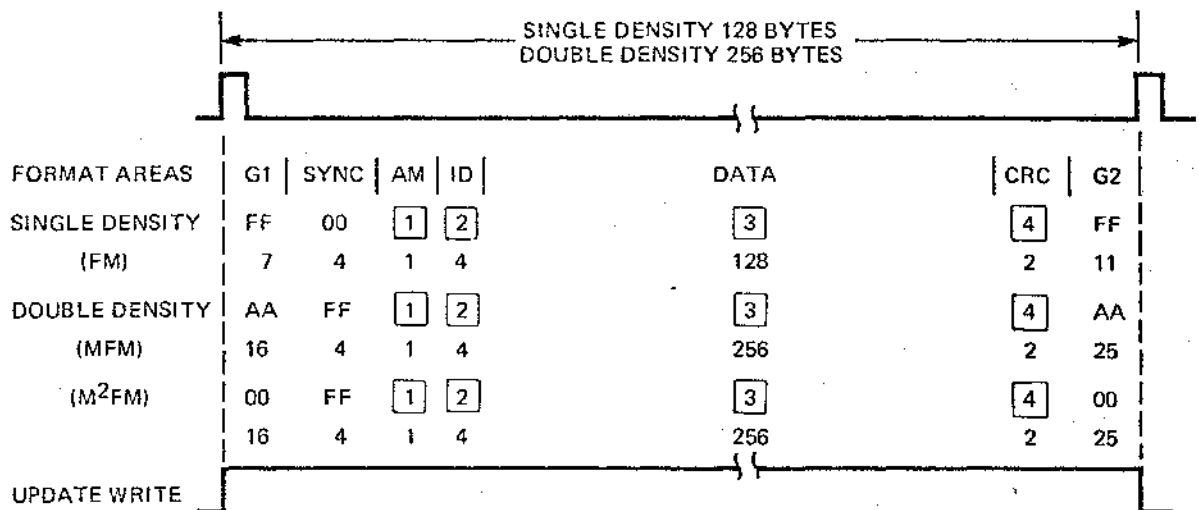 SINGLE DENSITY 128 BYTES
DOUBLE DENSITY 256 BYTES
FORMAT AREAS G1 SYNC AM ID DATA CRC G2
SINGLE DENSITY FF 00 1 2 3 4 FF
(FM) 7 4 1 4 128 2 11
DOUBLE DENSITY AA FF 1 2 3 4 AA
(MFM) 16 4 1 4 256 2 25
(M²FM) 00 FF 1 2 3 4 00
16 4 1 4 256 2 25
UPDATE WRITE